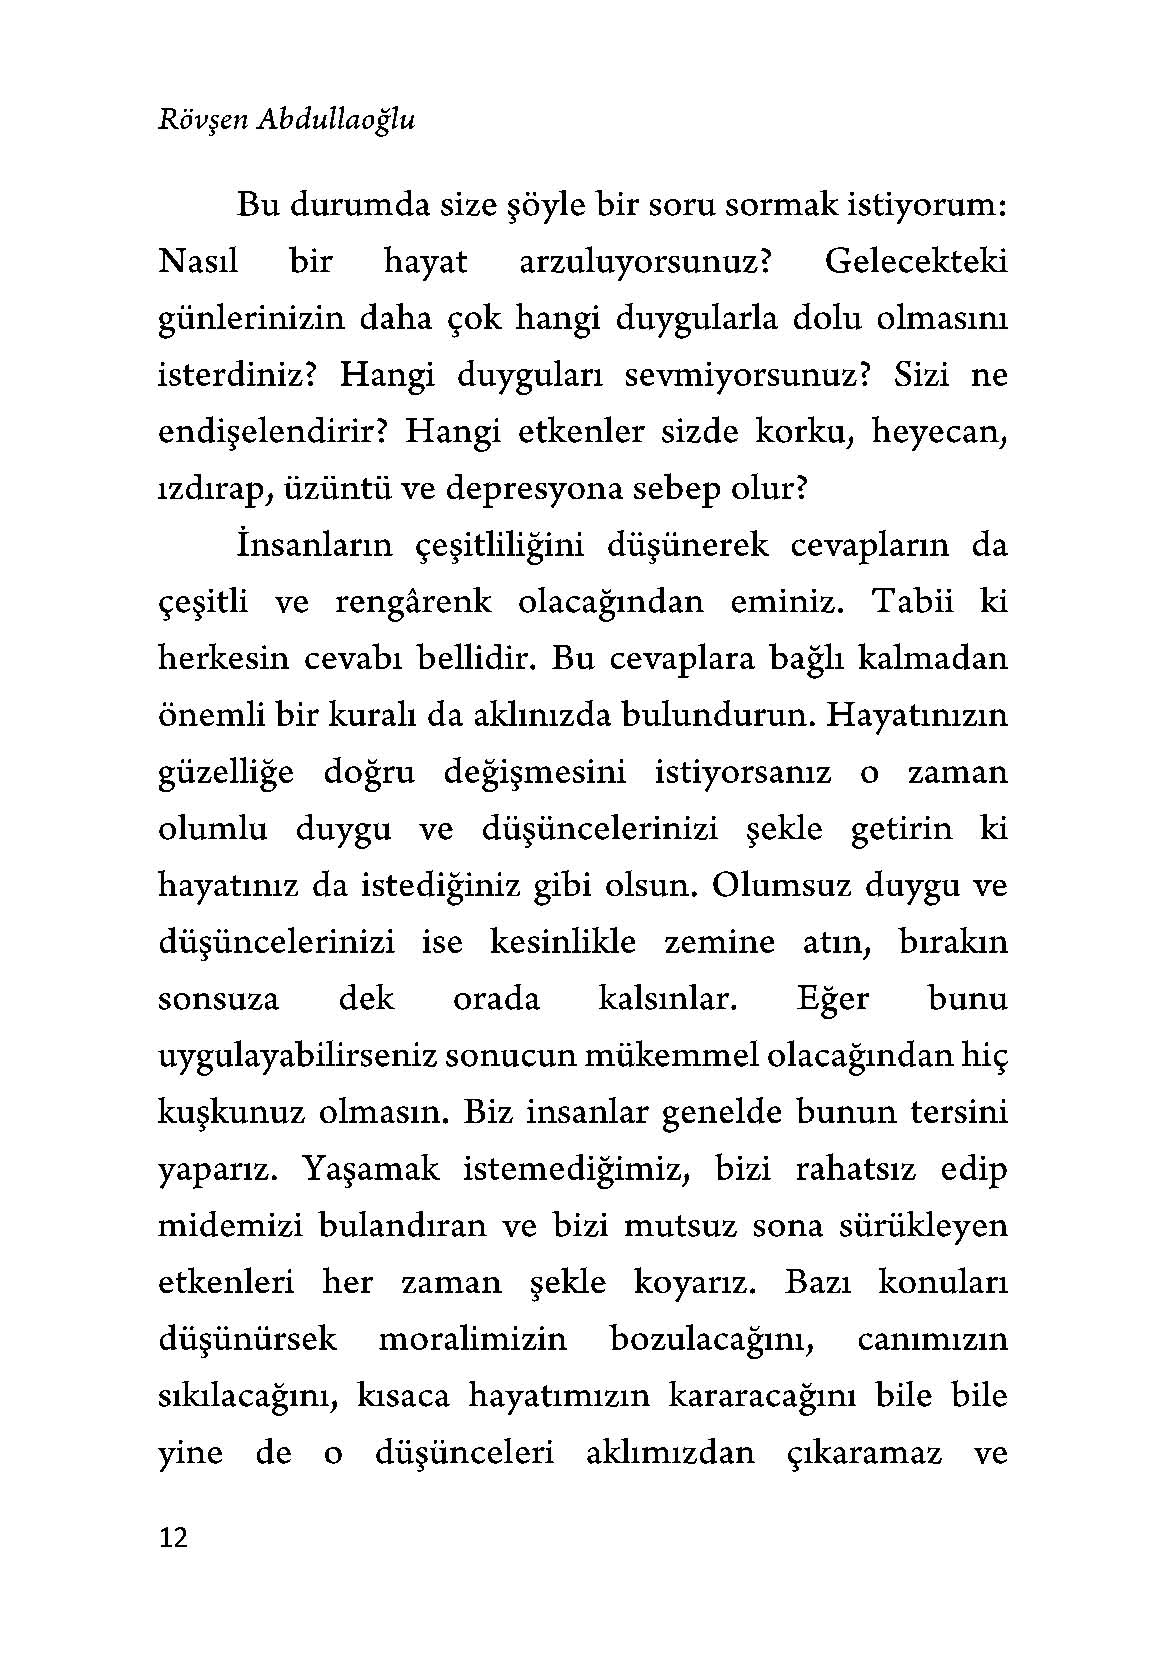 Rövşen Abdullaoğlu
Bu durumda size şöyle bir soru sormak istiyorum:
Nasıl bir hayat arzuluyorsunuz? Gelecekteki
günlerinizin daha çok hangi duygularla dolu olmasını
isterdiniz? Hangi duyguları sevmiyorsunuz? Sizi ne
endişelendirir? Hangi etkenler sizde korku, heyecan,
ızdırap, üzüntü ve depresyona sebep olur?
İnsanların çeşitliliğini düşünerek cevapların da
çeşitli ve rengârenk olacağından eminiz. Tabii ki
herkesin cevabı bellidir. Bu cevaplara bağlı kalmadan
önemli bir kuralı da aklınızda bulundurun. Hayatınızın
güzelliğe doğru değişmesini istiyorsanız o zaman
olumlu duygu ve düşüncelerinizi şekle getirin ki
hayatınız da istediğiniz gibi olsun. Olumsuz duygu ve
düşüncelerinizi ise kesinlikle zemine atın, bırakın
sonsuza dek orada kalsınlar. Eğer bunu
uygulayabilirseniz sonucun mükemmel olacağından hiç
kuşkunuz olmasın. Biz insanlar genelde bunun tersini
yaparız. Yaşamak istemediğimiz, bizi rahatsız edip
midemizi bulandıran ve bizi mutsuz sona sürükleyen
etkenleri her zaman şekle koyarız. Bazı konuları
düşünürsek moralimizin bozulacağını, canımızın
sıkılacağını, kısaca hayatımızın kararacağını bile bile
yine de o düşünceleri aklımızdan çıkaramaz ve
12